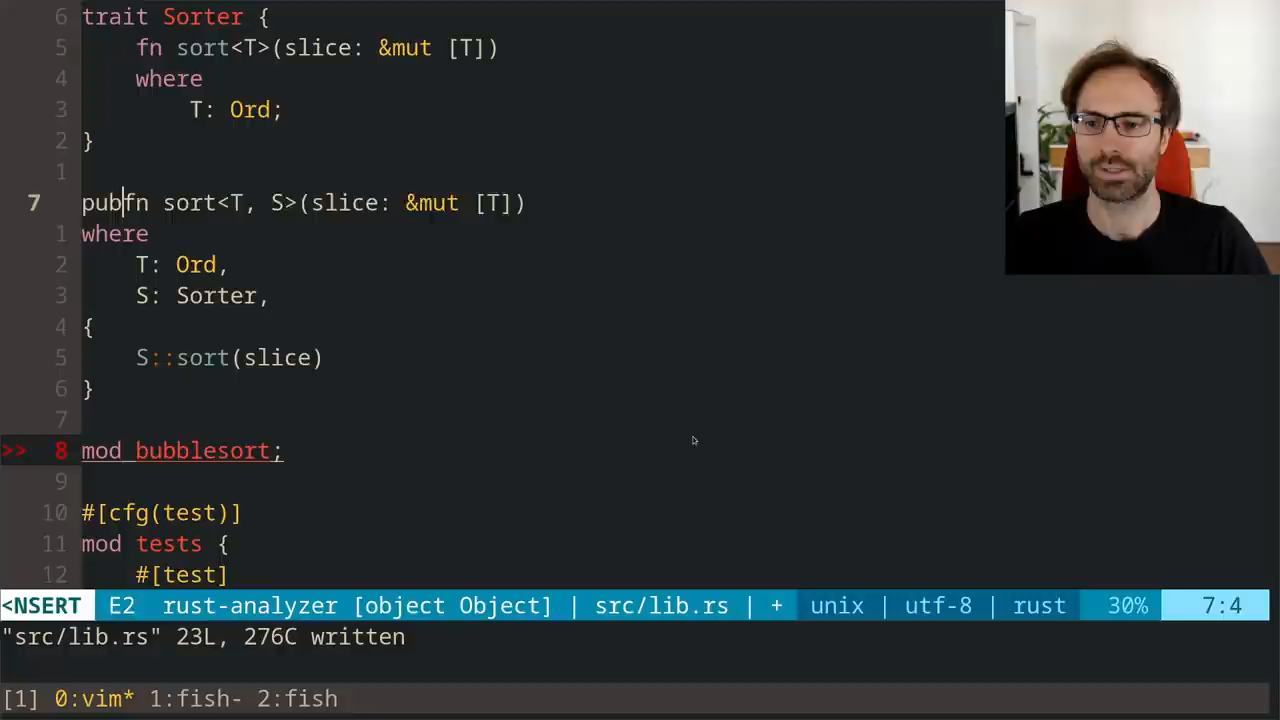 6 trait Sorter {
5 fn sort<T>(slice: &mut [T])
4 where
3 T: Ord;
2 }
1
7 pubfn sort<T, S>(slice: &mut [T])
1 where
2 T: Ord,
3 S: Sorter,
4 {
5 S::sort(slice)
6 }
7
>> 8 mod bubblesort;
9
10 #[cfg(test)]
11 mod tests {
12 #[test]
<NSERT E2 rust-analyzer [object Object] | src/lib.rs | + unix | utf-8 | rust 30% 7:4
"src/lib.rs" 23L, 276C written
[1] 0:vim* 1:fish- 2:fish